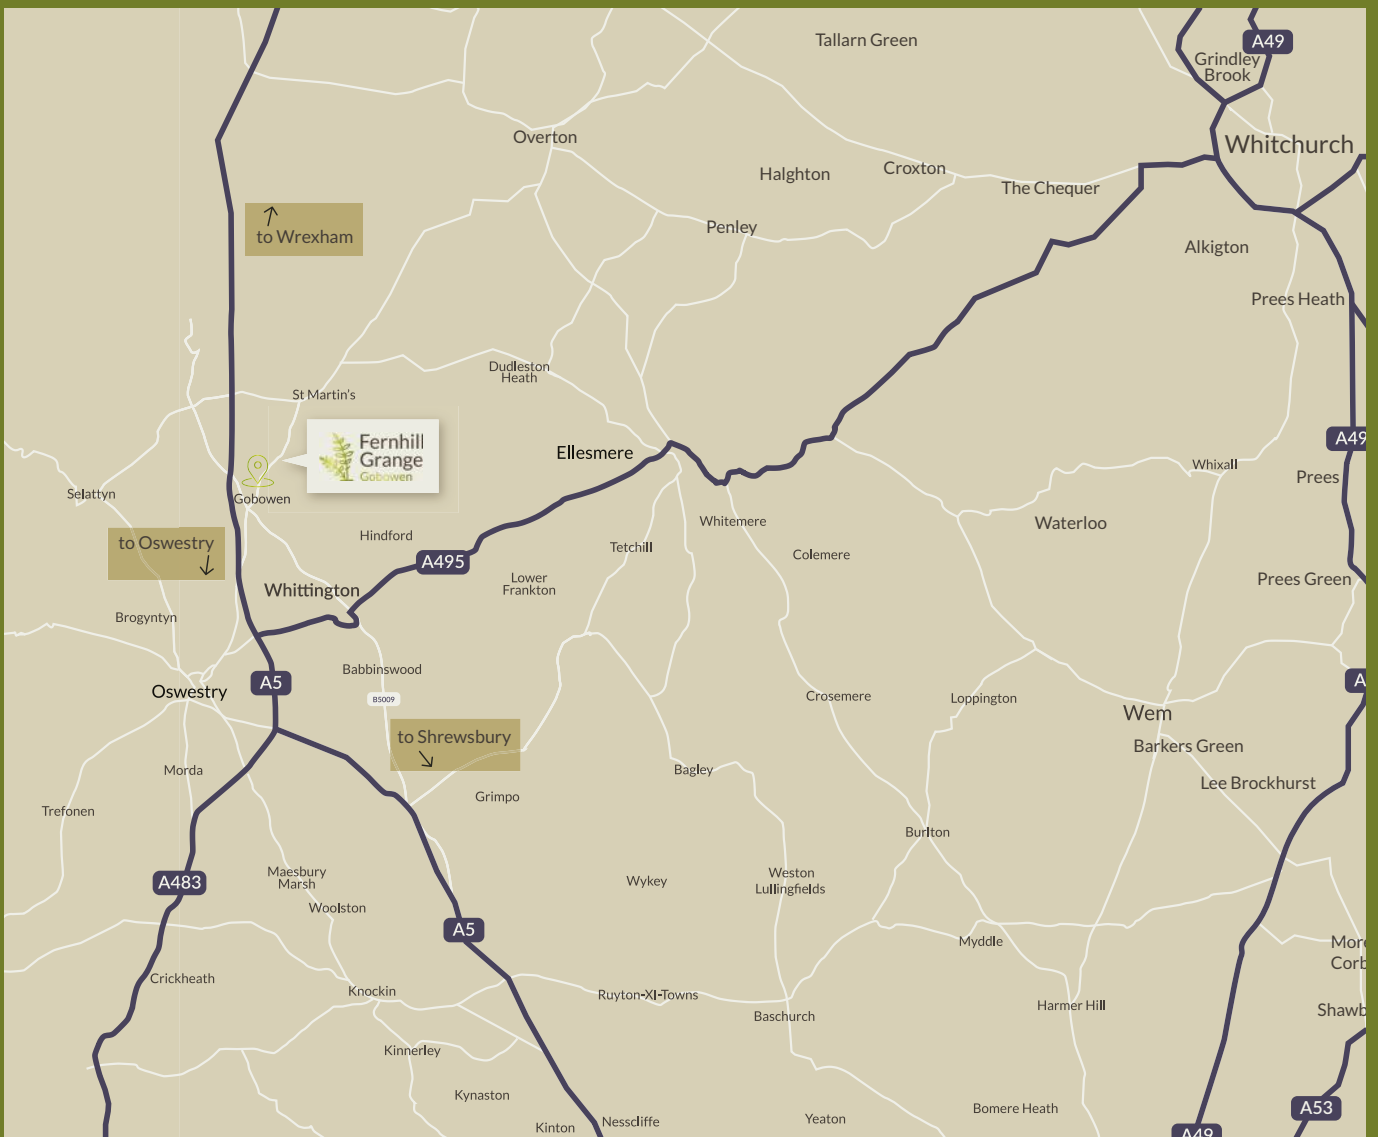 Tallarn Green
A49
Grindley
Brook
Overton
Whitchurch
Halghton
Croxton
The Chequer
to Wrexham
Penley
Alkigton
Prees Heath
Dudleston
Heath
St Martin's
Fernhill
Grange
Gobowen
A49
Ellesmere
Whixall
Prees
Selattyn
Gobowen
Whitemere
Waterloo
Hindford
to Oswestry
Tetchill
Colemere
A495
Lower
Frankton
Prees Green
Whittington
Brogyntyn
Babbinswood
A5
A
Oswestry
B5009
Crosemere
Loppington
Wem
to Shrewsbury
Barkers Green
Morda
Bagley
Lee Brockhurst
Grimpo
Trefonen
Burlton
Maesbury
Marsh
Weston
Lullingfields
A483
Wykey
Woolston
A5
Myddle
More
Corb
Crickheath
Knockin
Ruyton-XI-Towns
Harmer Hill
Shawb
Baschurch
Kinnerley
Kynaston
Bomere Heath
A53
Nesscliffe
Yeaton
Kinton
A49